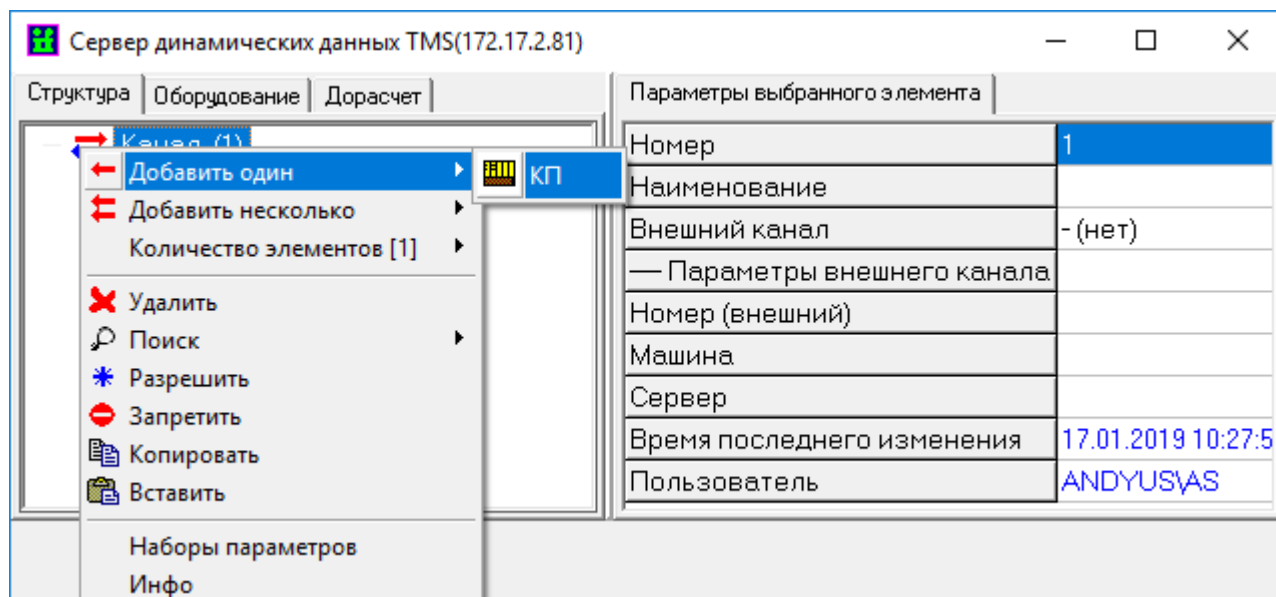 Сервер динамических данных TMS(172.17.2.81)
Структура Оборудование Дорасчет
Канал (1)
Добавить один
КП
Добавить несколько
Количество элементов [1]
Удалить
Поиск
Разрешить
Запретить
Копировать
Вставить
Наборы параметров
Инфо
Параметры выбранного элемента
Номер 1
Наименование
Внешний канал - (нет)
— Параметры внешнего канала
Номер (внешний)
Машина
Сервер
Время последнего изменения 17.01.2019 10:27:5
Пользователь ANDYUS\AS